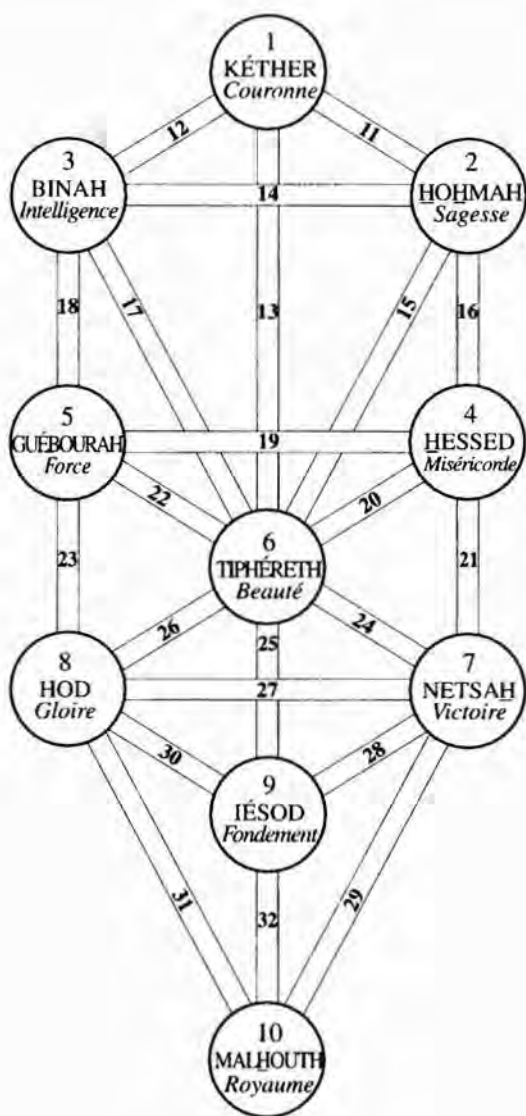 1
KÉTHER
Couronne
12
11
3
BINAH
Intelligence
14
2
HOHMAH
Sagesse
18
17
13
15
16
5
GUÉBOURAH
Force
19
4
HESSED
Miséricorde
22
20
23
6
TIPHÉRETH
Beauté
21
26
25
24
8
HOD
Gloire
27
7
NETSAH
Victoire
30
28
9
IÉSOD
Fondement
31
32
29
10
MALHOUTH
Royaume